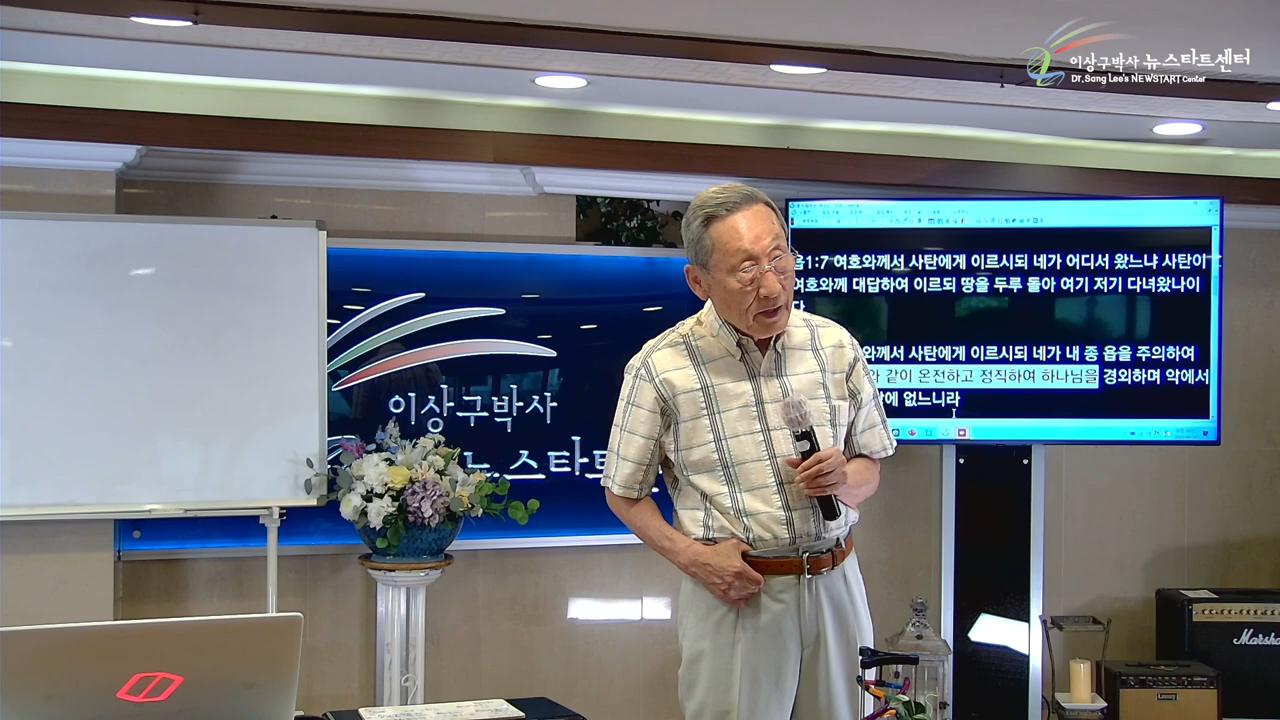 이상구박사 뉴스타트센터
Dr. Sang Lee's NEWSTART Center
욥1:7 여호와께서 사탄에게 이르시되 네가 어디서 왔느냐 사탄이
여호와께 대답하여 이르되 땅을 두루 돌아 여기 저기 다녀왔나이
다
와께서 사탄에게 이르시되 네가 내 종 욥을 주의하여
와 같이 온전하고 정직하여 하나님을 경외하며 악에서
에 없느니라
이상구박사
뉴스타트
Marsha
Laney